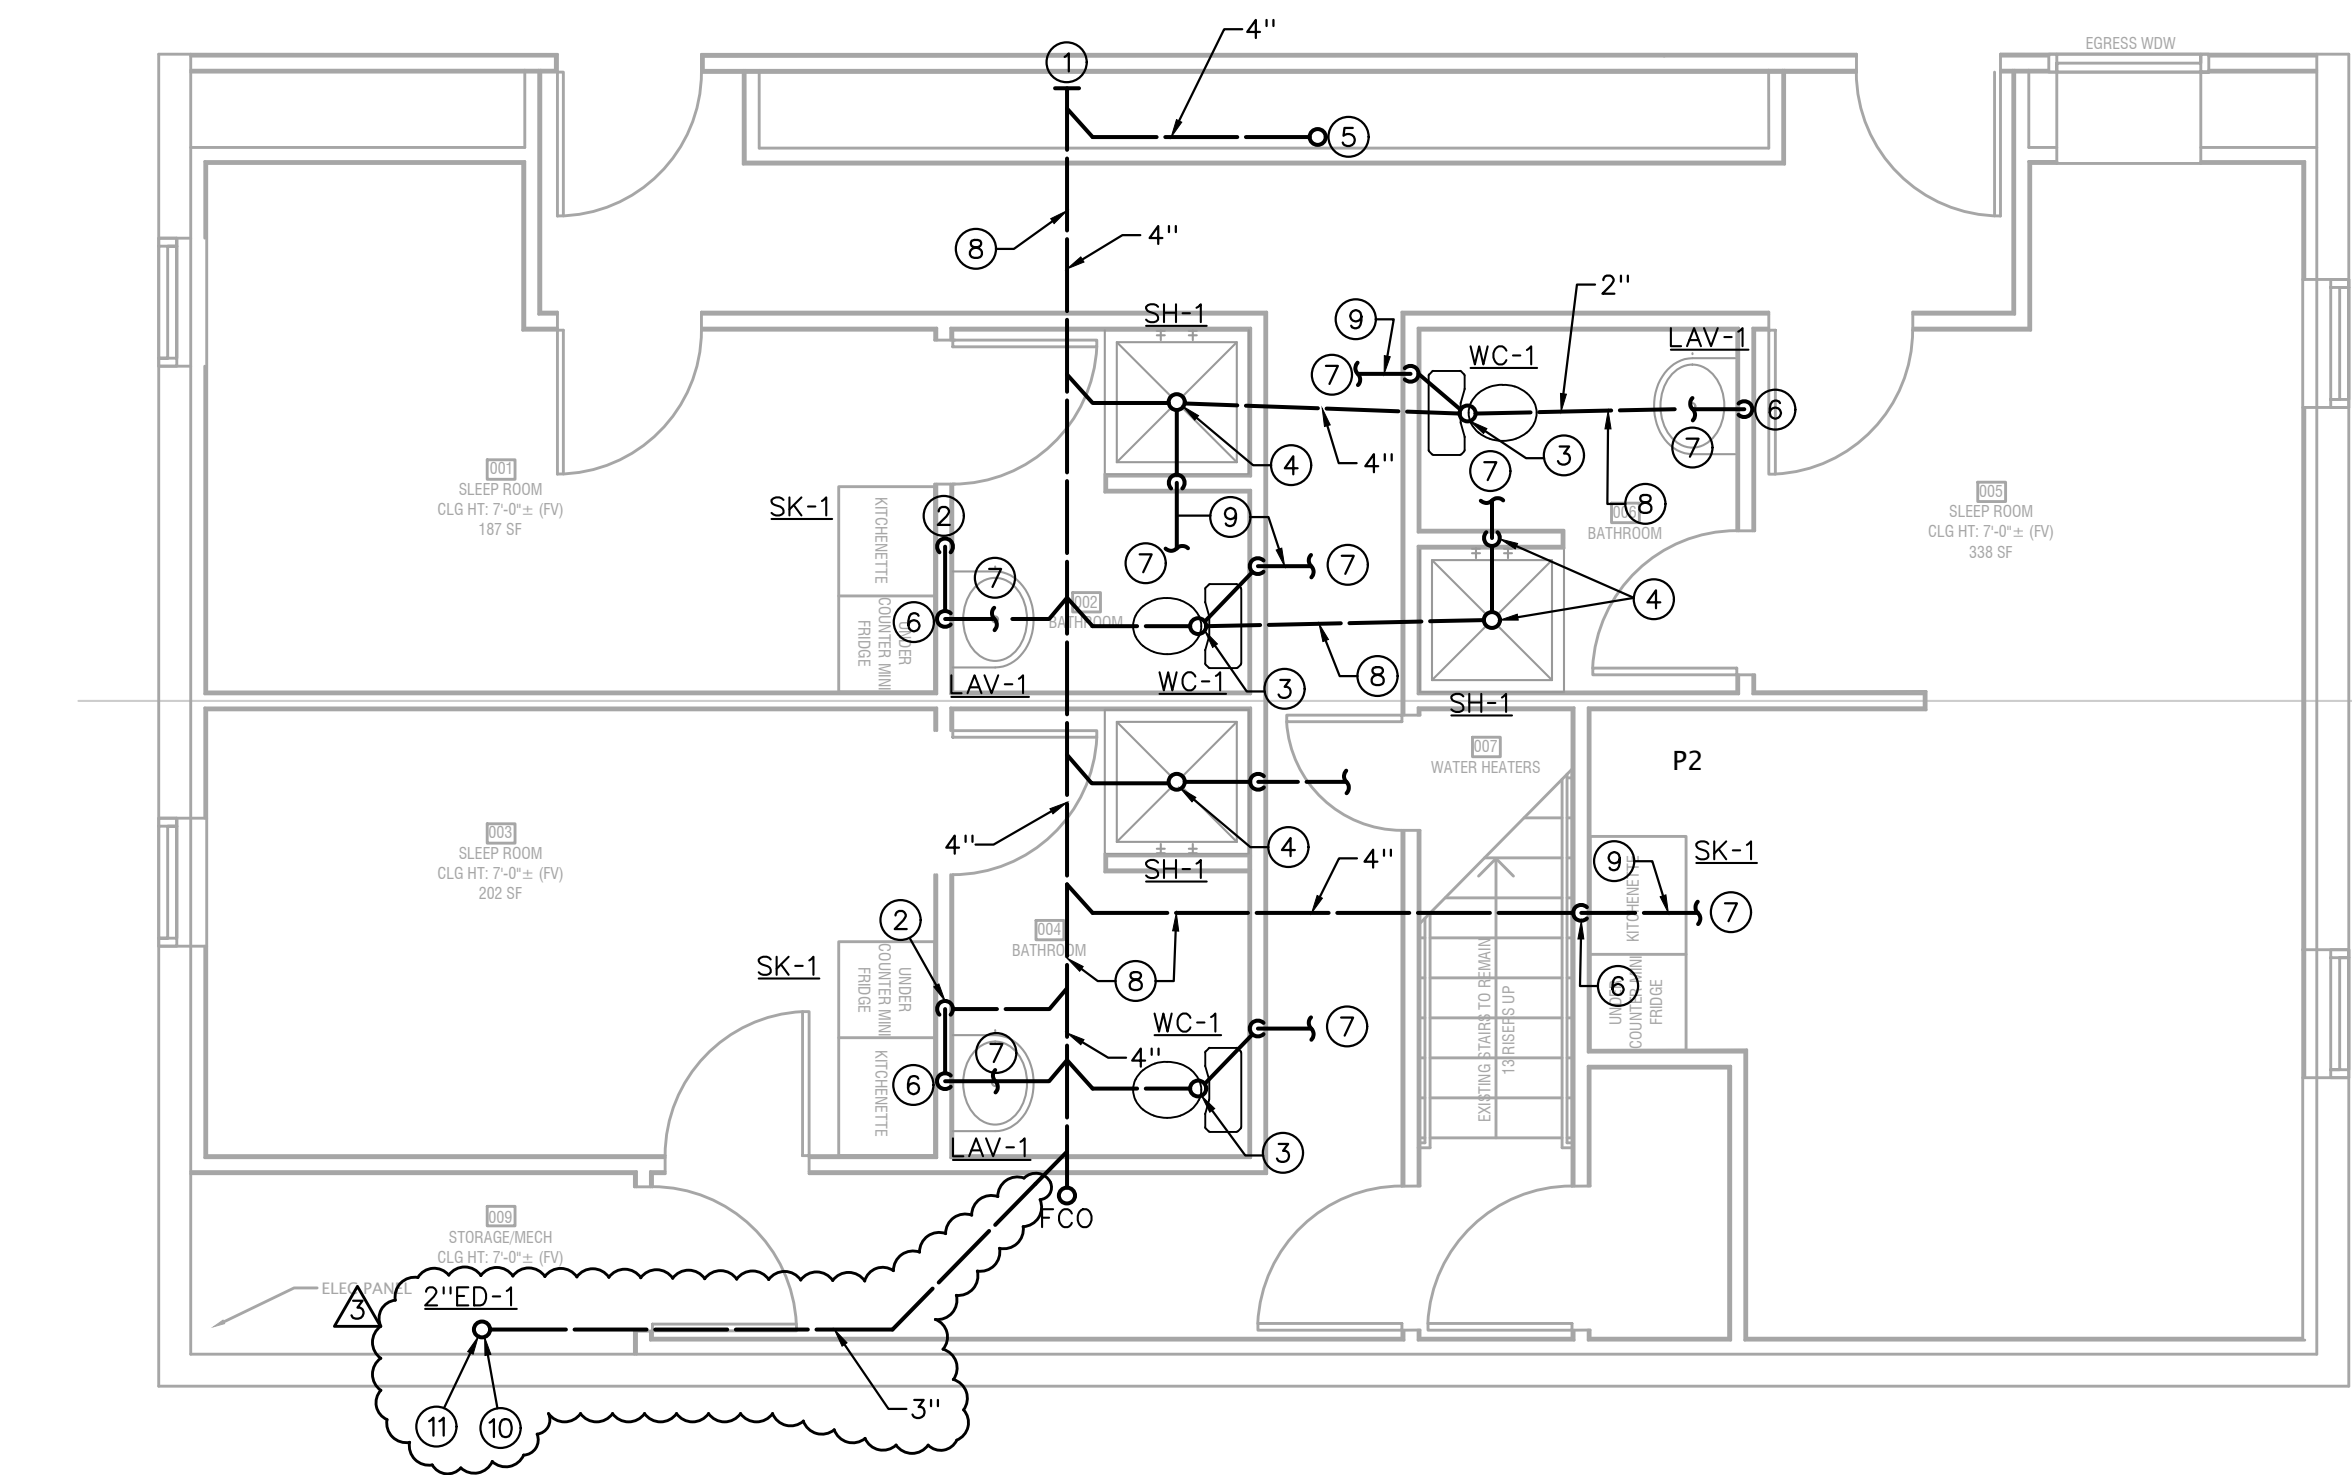 4"
EGRESS WDW
1
5
8
4"
SH-1
9
2"
LAV-1
WC-1
7
6
7
3
7
4
4"
001
SLEEP ROOM
CLG HT: 7'-0"± (FV)
187 SF
SK-1
KITCHENETTE
2
9
8
006
BATHROOM
005
SLEEP ROOM
CLG HT: 7'-0"± (FV)
338 SF
7
7
7
002
BATHROOM
6
UNDER
COUNTER MINI
FRIDGE
4
8
LAV-1
WC-1
3
SH-1
007
WATER HEATERS
P2
003
SLEEP ROOM
CLG HT: 7'-0"± (FV)
202 SF
4"
4
SH-1
4"
9
SK-1
KITCHENETTE
7
2
004
BATHROOM
SK-1
UNDER
COUNTER MINI
FRIDGE
8
6
UNDER
COUNTER MINI
FRIDGE
EXISTING STAIRS TO REMAIN
13 RISERS UP
WC-1
7
7
4"
6
KITCHENETTE
LAV-1
3
FCO
009
STORAGE/MECH
CLG HT: 7'-0"± (FV)
ELEC PANEL
3
2"ED-1
3"
11
10